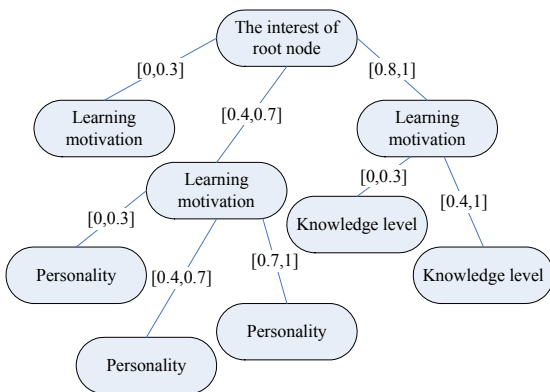 The interest of
root node
[0,0.3]
[0.4,0.7]
[0.8,1]
Learning
motivation
Learning
motivation
Learning
motivation
[0,0.3]
[0.4,0.7]
[0.7,1]
[0,0.3]
[0.4,1]
Knowledge level
Knowledge level
Personality
Personality
Personality